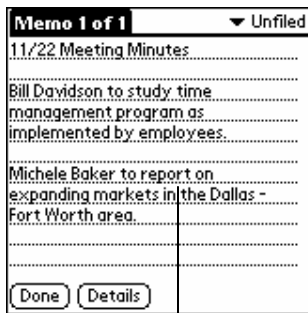 Memo 1 of 1 Unfiled
11/22 Meeting Minutes
Bill Davidson to study time
management program as
implemented by employees.
Michele Baker to report on
expanding markets in the Dallas -
Fort Worth area.
Done Details